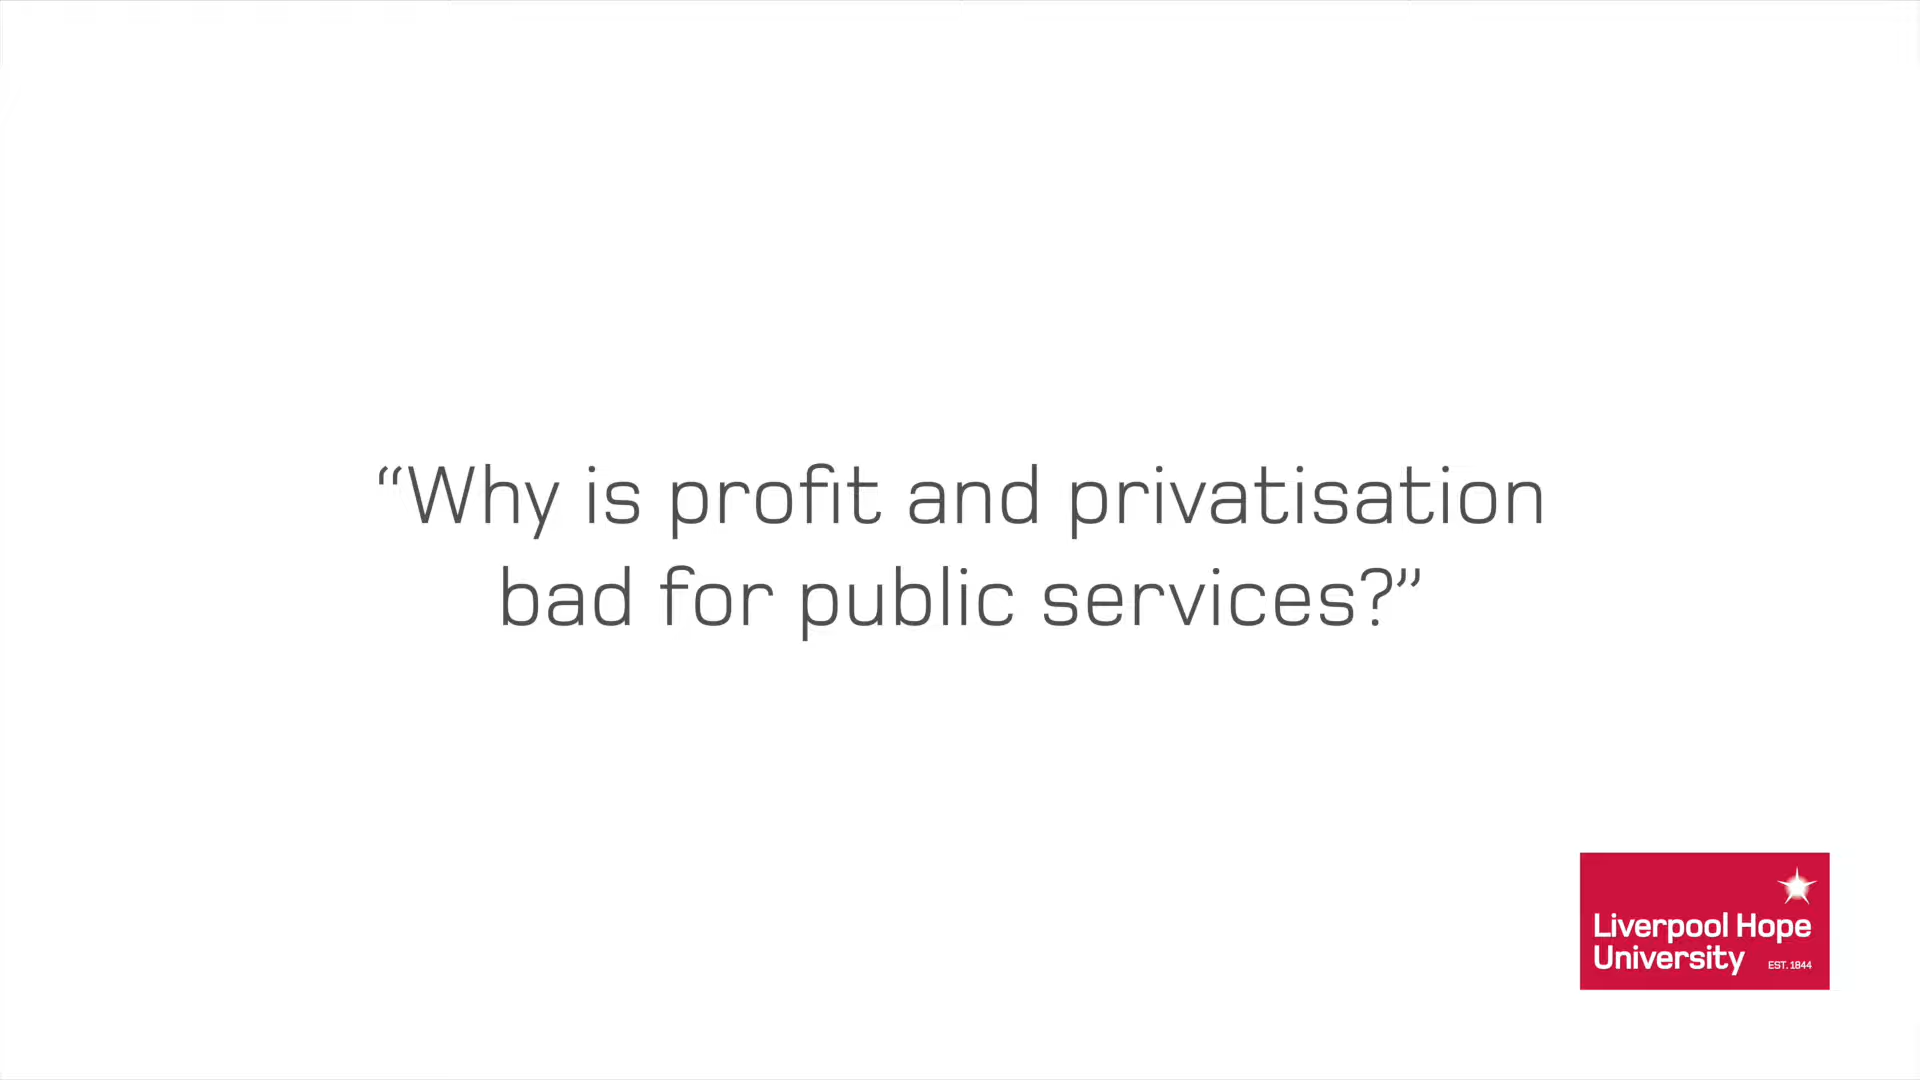 “Why is profit and privatisation
bad for public services?”
Liverpool Hope
University EST. 1844